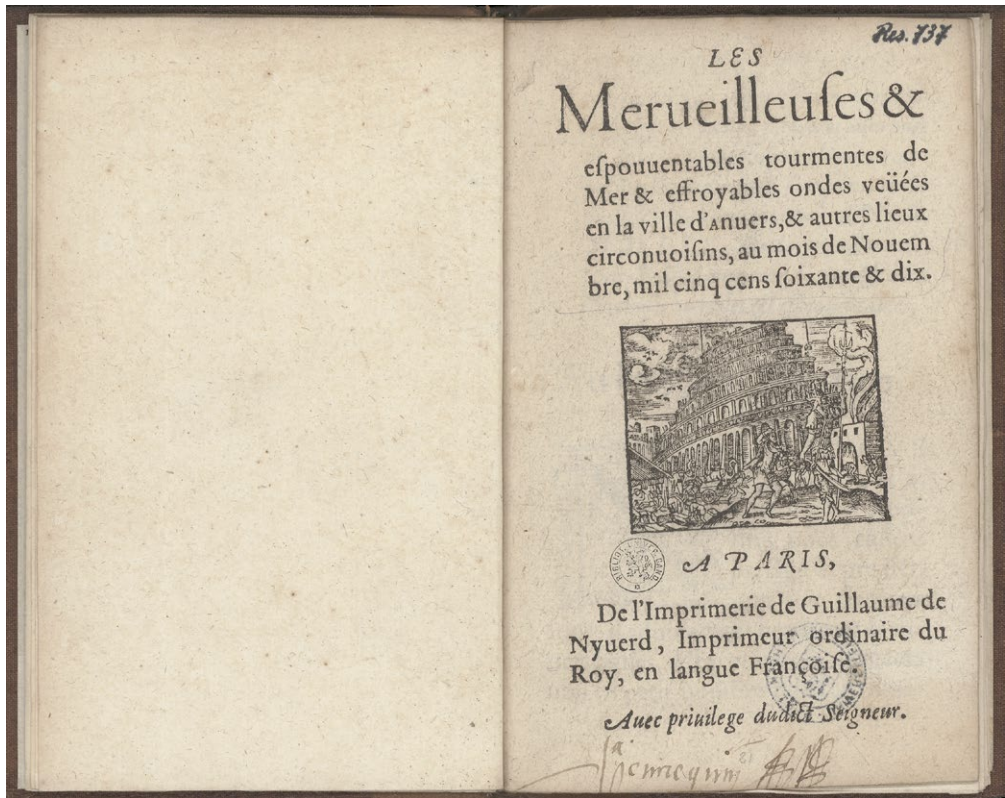 Res. 737
LES
Merueilleuſes &
eſpouuentables tourmentes de
Mer & effroyables ondes veüées
en la ville d'Anuers, & autres lieux
circonuoiſins, au mois de Nouem
bre, mil cinq cens ſoixante & dix.
A PARIS,
De l'Imprimerie de Guillaume de
Nyuerd, Imprimeur ordinaire du
Roy, en langue Françoiſe.
Auec priuilege dudict Seigneur.